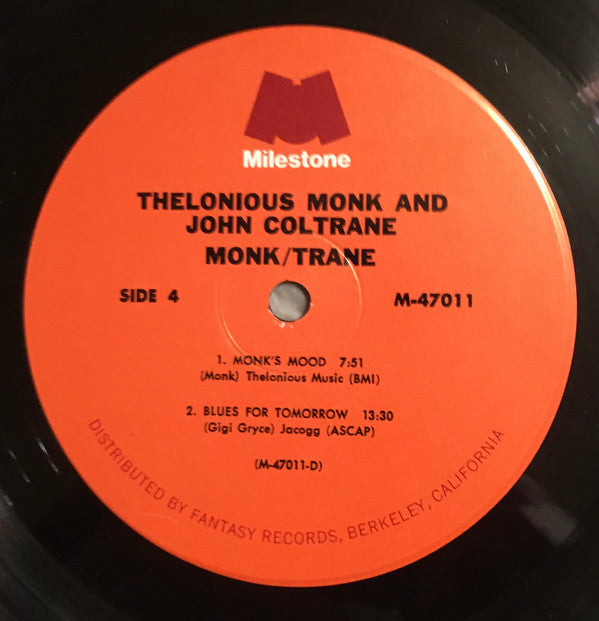 Milestone
THELONIOUS MONK AND
JOHN COLTRANE
MONK/TRANE
SIDE 4
M-47011
1. MONK'S MOOD 7:51
(Monk) Thelonious Music (BMI)
2. BLUES FOR TOMORROW 13:30
(Gigi Gryce) Jacogg (ASCAP)
(M-47011-D)
DISTRIBUTED BY FANTASY RECORDS, BERKELEY, CALIFORNIA